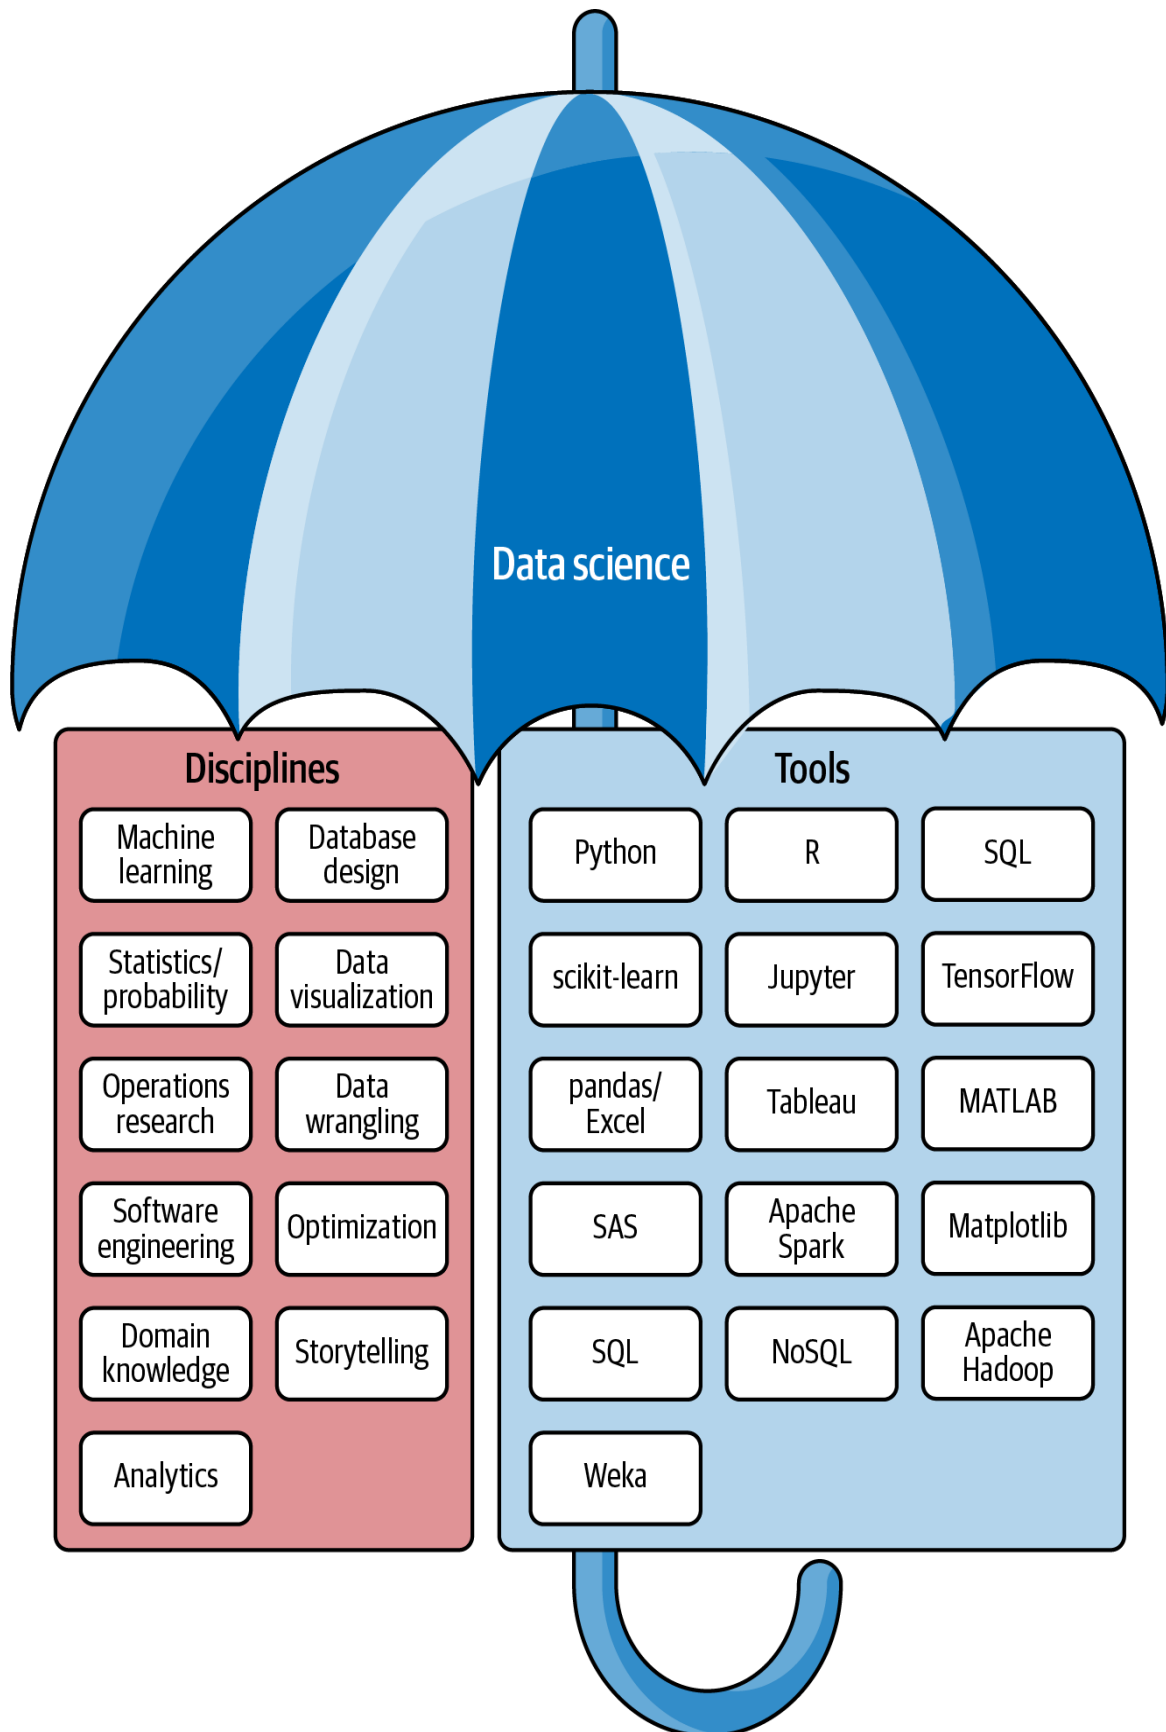 Data science
Disciplines
Machine
learning
Database
design
Statistics/
probability
Data
visualization
Operations
research
Data
wrangling
Software
engineering
Optimization
Domain
knowledge
Storytelling
Analytics
Tools
Python
R
SQL
scikit-learn
Jupyter
TensorFlow
pandas/
Excel
Tableau
MATLAB
SAS
Apache
Spark
Matplotlib
SQL
NoSQL
Apache
Hadoop
Weka